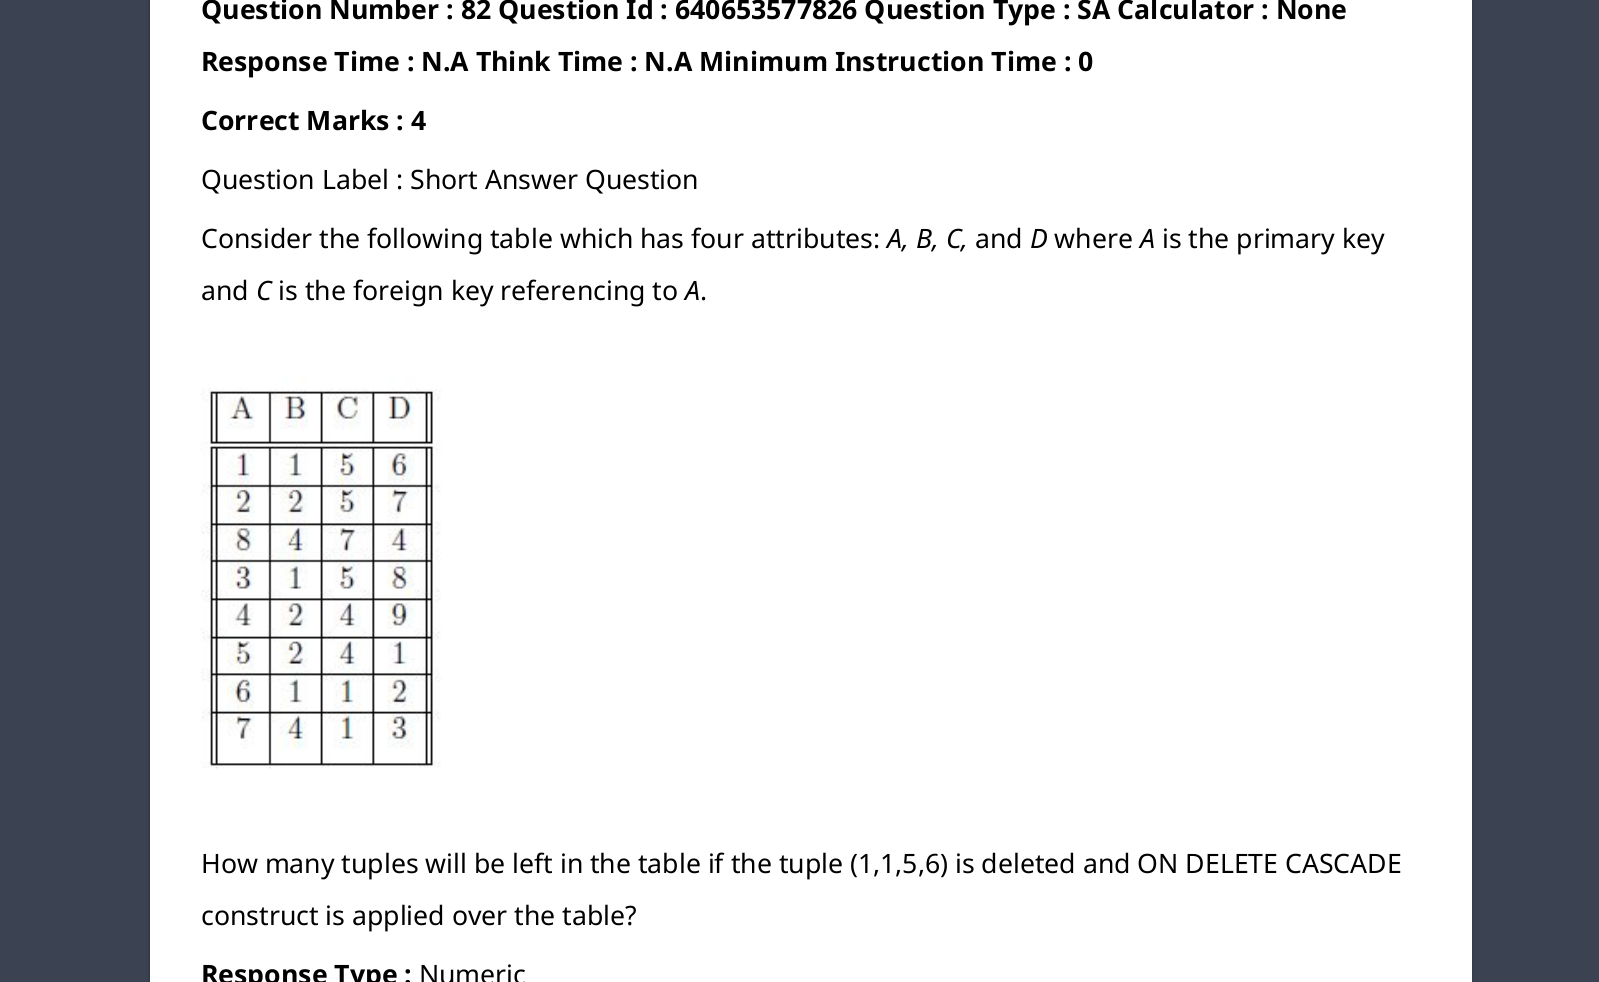 Question Number : 82 Question Id : 640653577826 Question Type : SA Calculator : None
Response Time : N.A Think Time : N.A Minimum Instruction Time : 0
Correct Marks : 4
Question Label : Short Answer Question
Consider the following table which has four attributes: A, B, C, and D where A is the primary key
and C is the foreign key referencing to A.
A B C D
1 1 5 6
2 2 5 7
8 4 7 4
3 1 5 8
4 2 4 9
5 2 4 1
6 1 1 2
7 4 1 3
How many tuples will be left in the table if the tuple (1,1,5,6) is deleted and ON DELETE CASCADE
construct is applied over the table?
Response Type : Numeric